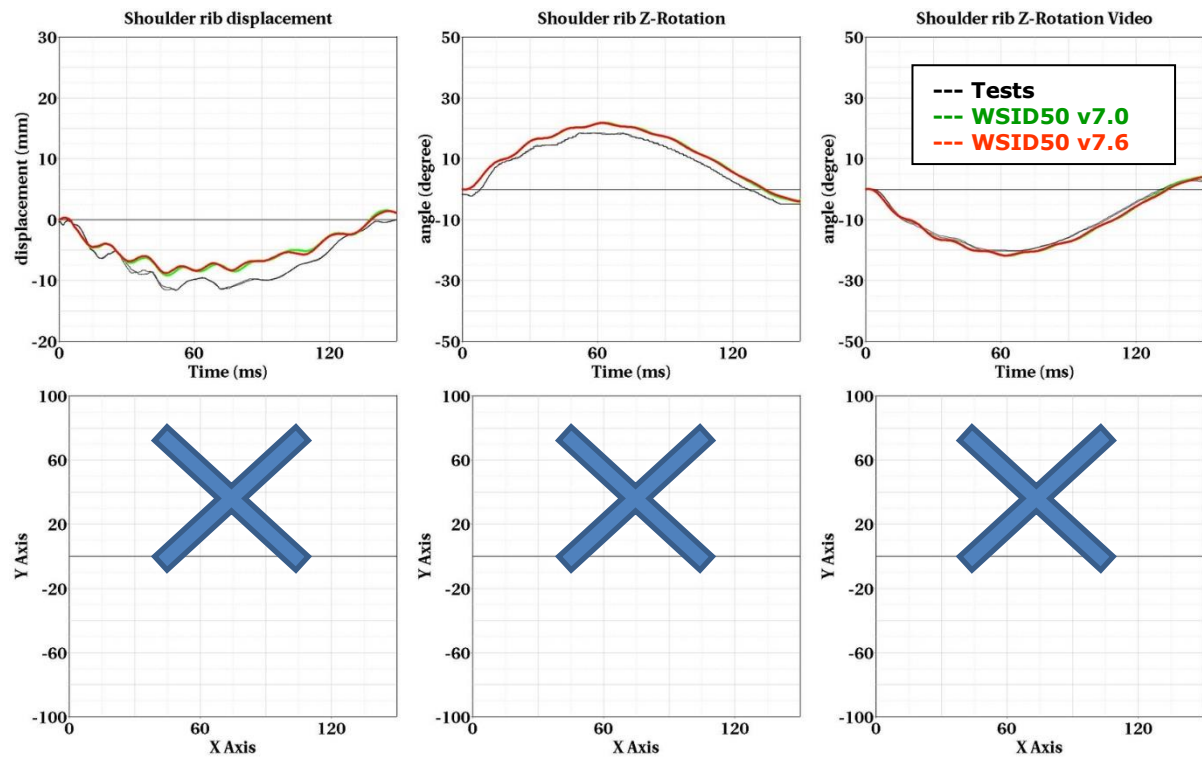 Shoulder rib displacement
30
20
10
0
-10
-20
displacement (mm)
0 60 120
Time (ms)
Shoulder rib Z-Rotation
50
30
10
-10
-30
-50
angle (degree)
0 60 120
Time (ms)
Shoulder rib Z-Rotation Video
50
30
10
-10
-30
-50
angle (degree)
0 60 120
Time (ms)
--- Tests
--- WSID50 v7.0
--- WSID50 v7.6
100
60
20
-20
-60
-100
Y Axis
0 60 120
X Axis
100
60
20
-20
-60
-100
Y Axis
0 60 120
X Axis
100
60
20
-20
-60
-100
Y Axis
0 60 120
X Axis